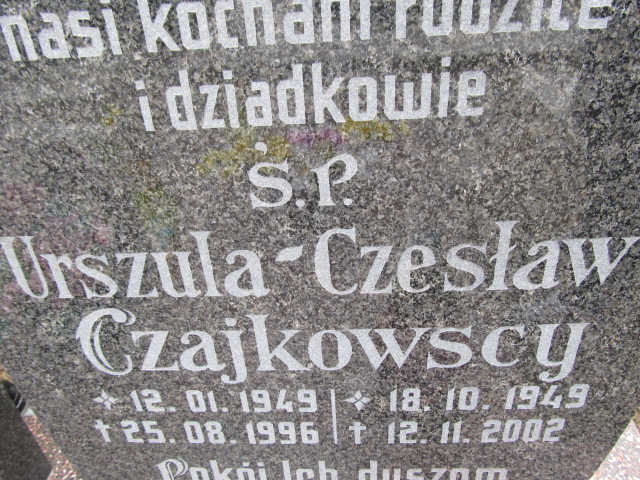 nasi kochani rodzice
i dziadkowie
Ś.P.
Urszula - Czesław
Czajkowscy
12. 01. 1949 | 18. 10. 1949
† 25. 08. 1996 | † 12. 11. 2002
Pokój Ich duszom